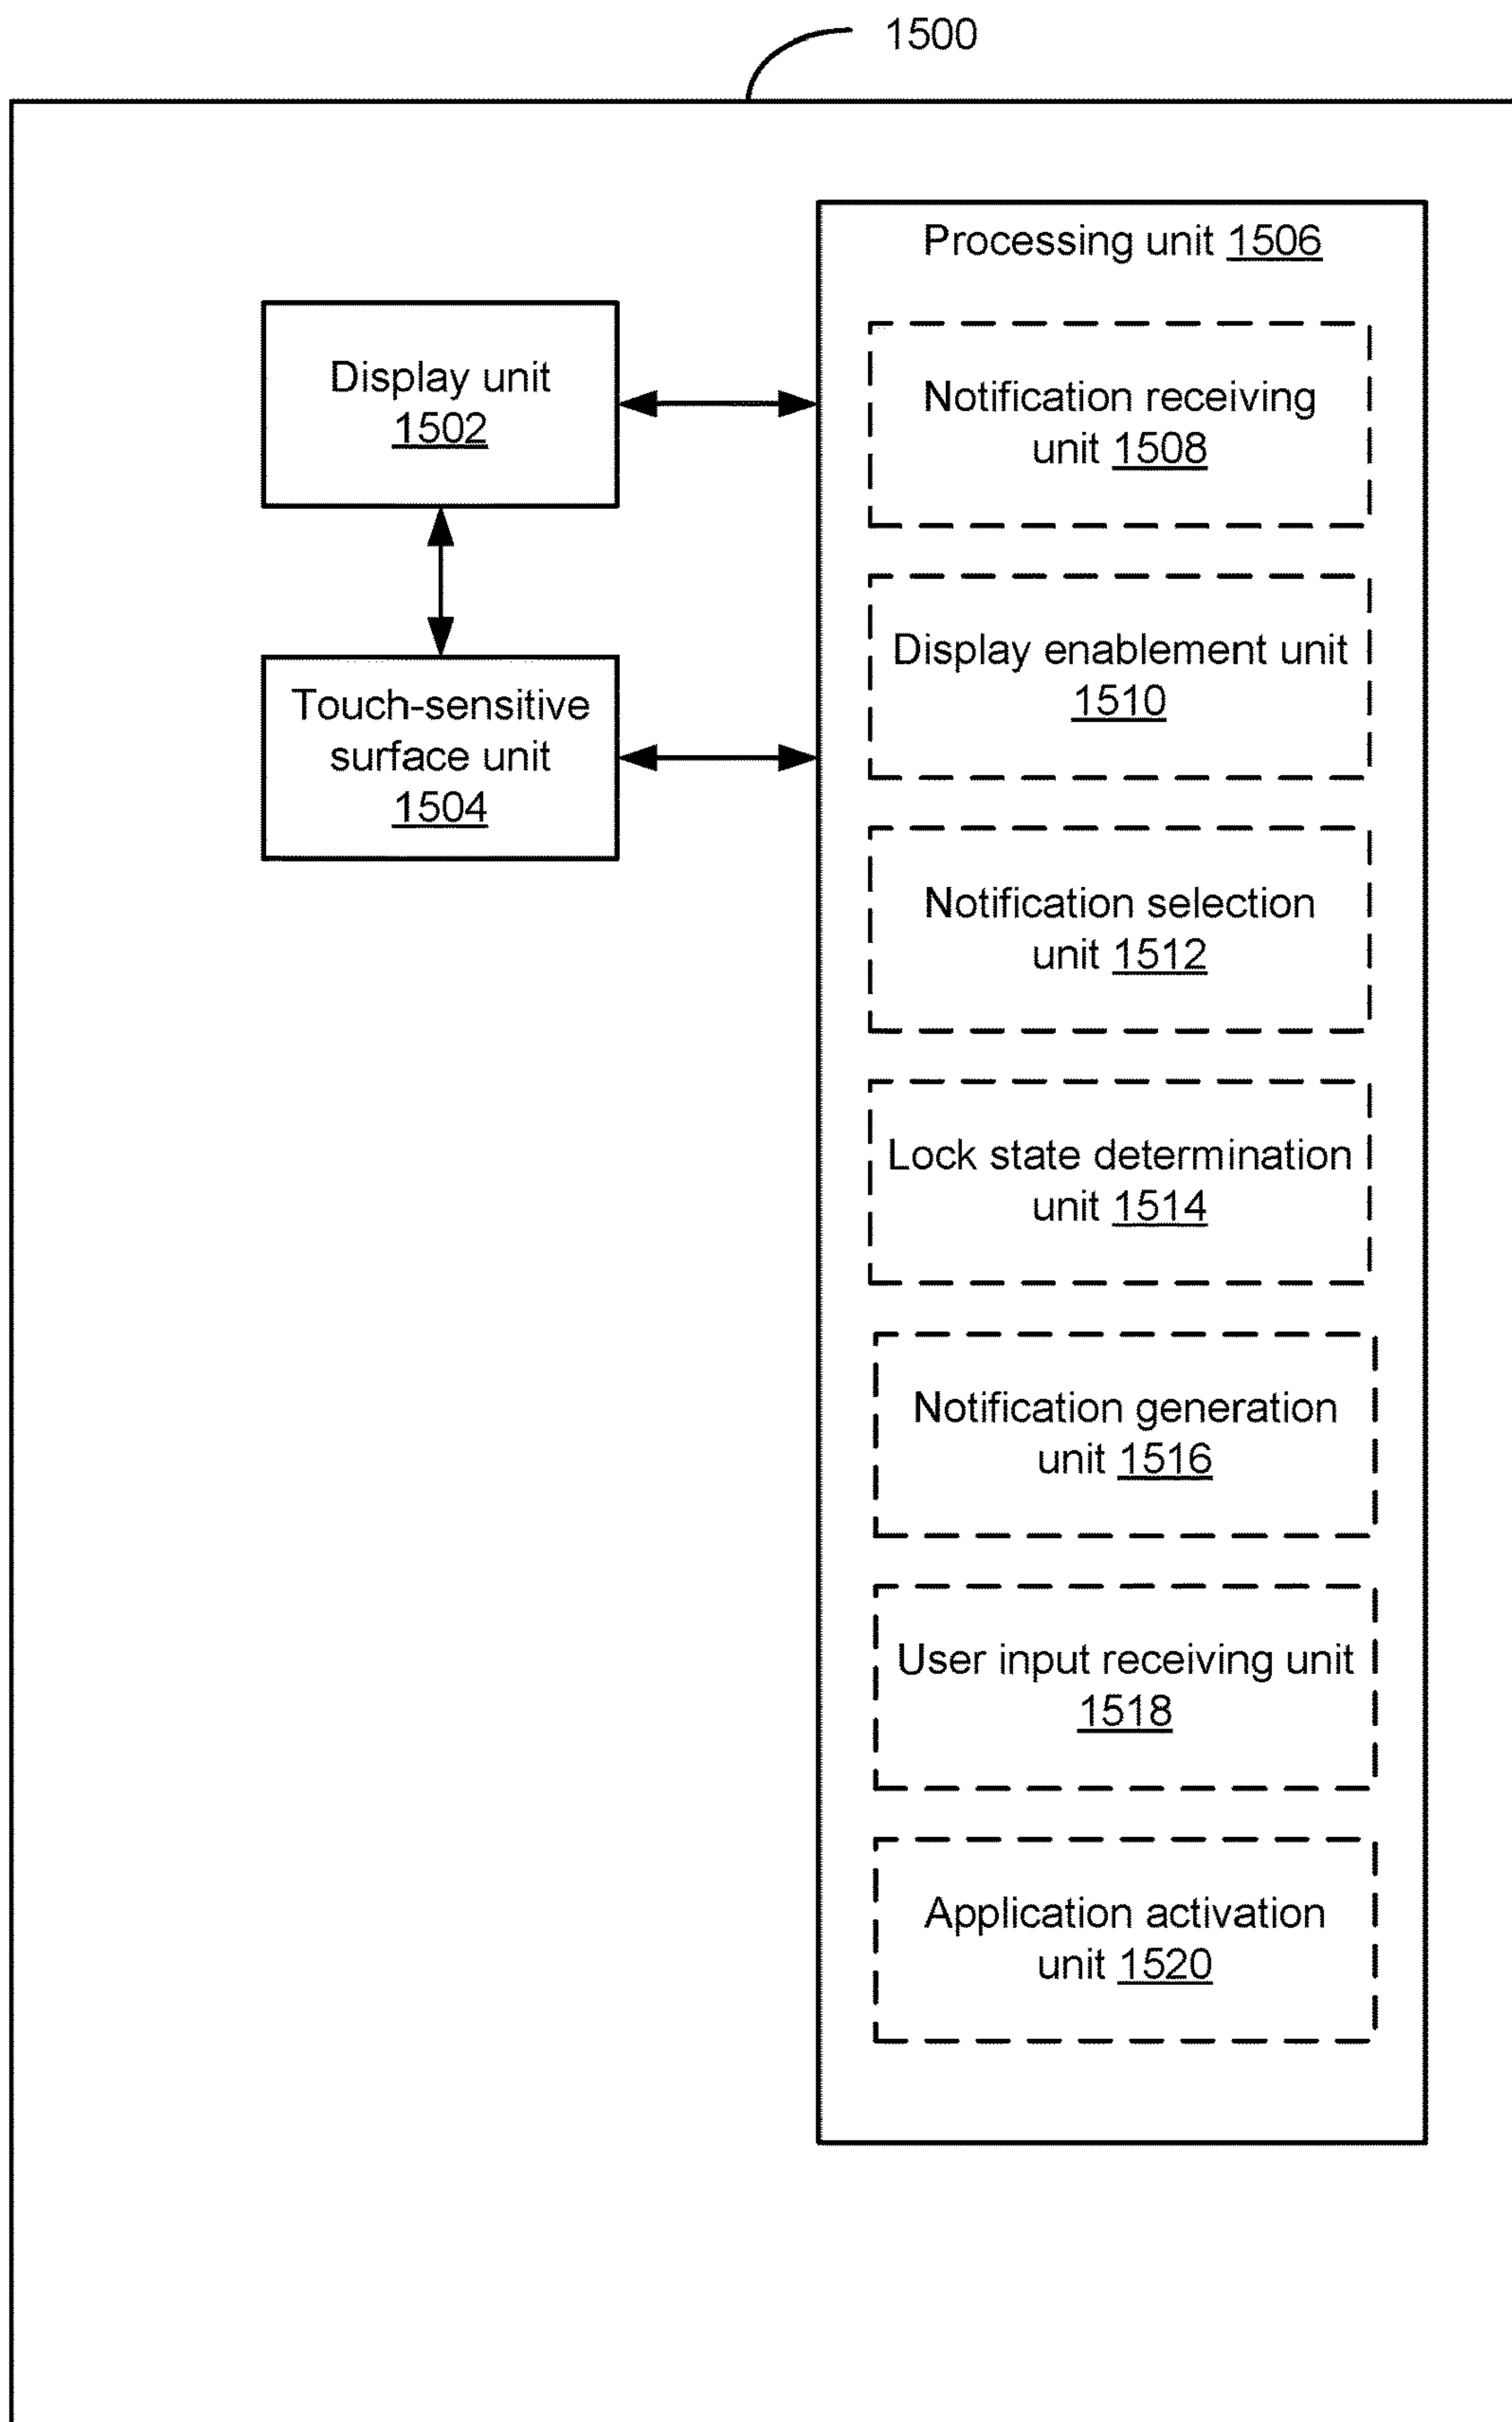 1500
Processing unit 1506
Display unit
1502
Touch-sensitive
surface unit
1504
Notification receiving
unit 1508
Display enablement unit
1510
Notification selection
unit 1512
Lock state determination
unit 1514
Notification generation
unit 1516
User input receiving unit
1518
Application activation
unit 1520